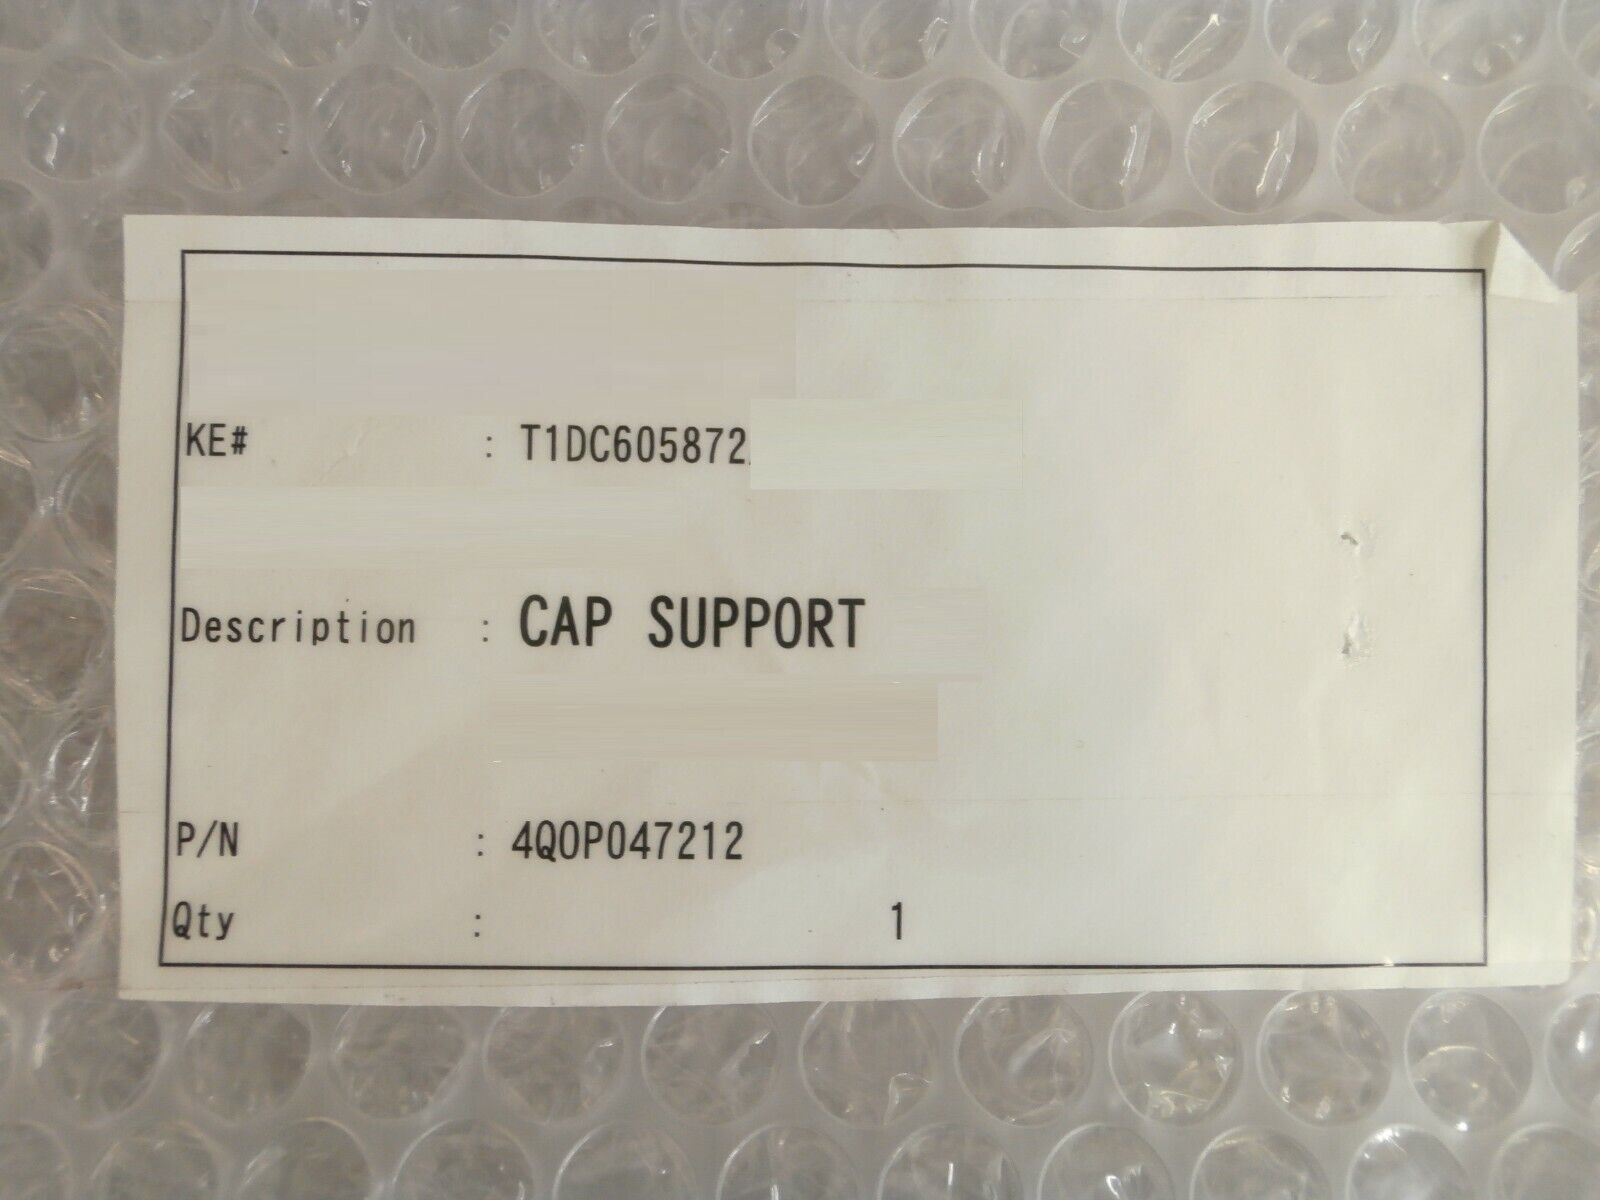 KE# : T1DC605872
Description : CAP SUPPORT
P/N : 4Q0P047212
Qty : 1